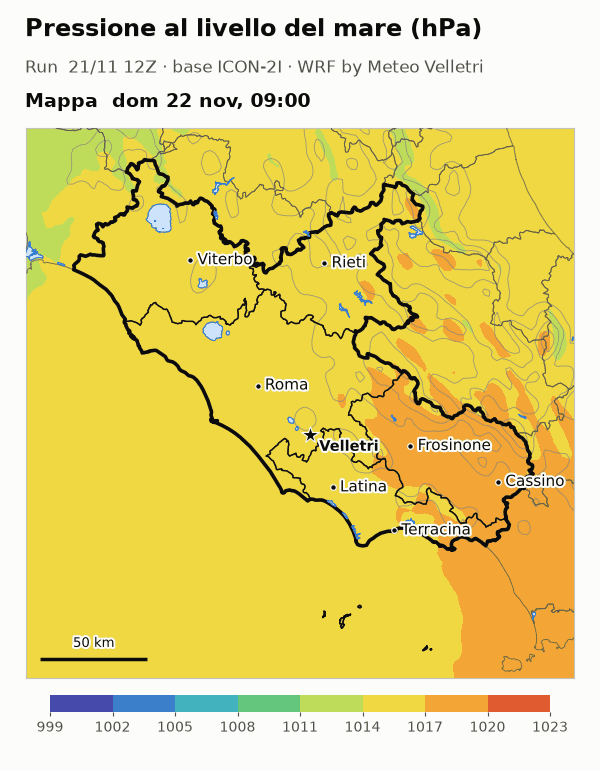 Pressione al livello del mare (hPa)
Run  21/11 12Z · base ICON-2I · WRF by Meteo Velletri
Mappa  dom 22 nov, 09:00
Viterbo
Rieti
Roma
Velletri
Frosinone
Latina
Cassino
Terracina
50 km
999 1002 1005 1008 1011 1014 1017 1020 1023